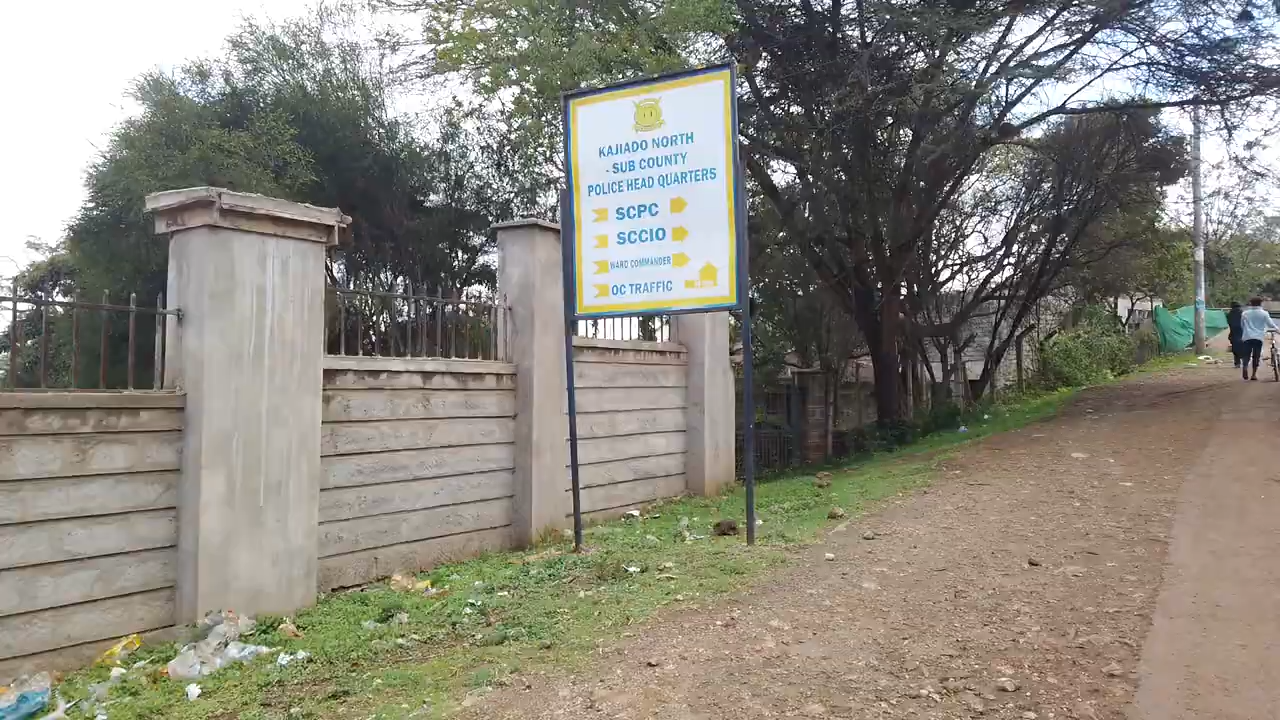 KAJIADO NORTH
- SUB COUNTY
POLICE HEAD QUARTERS
SCPC
SCCIO
WARD COMMANDER
OC TRAFFIC